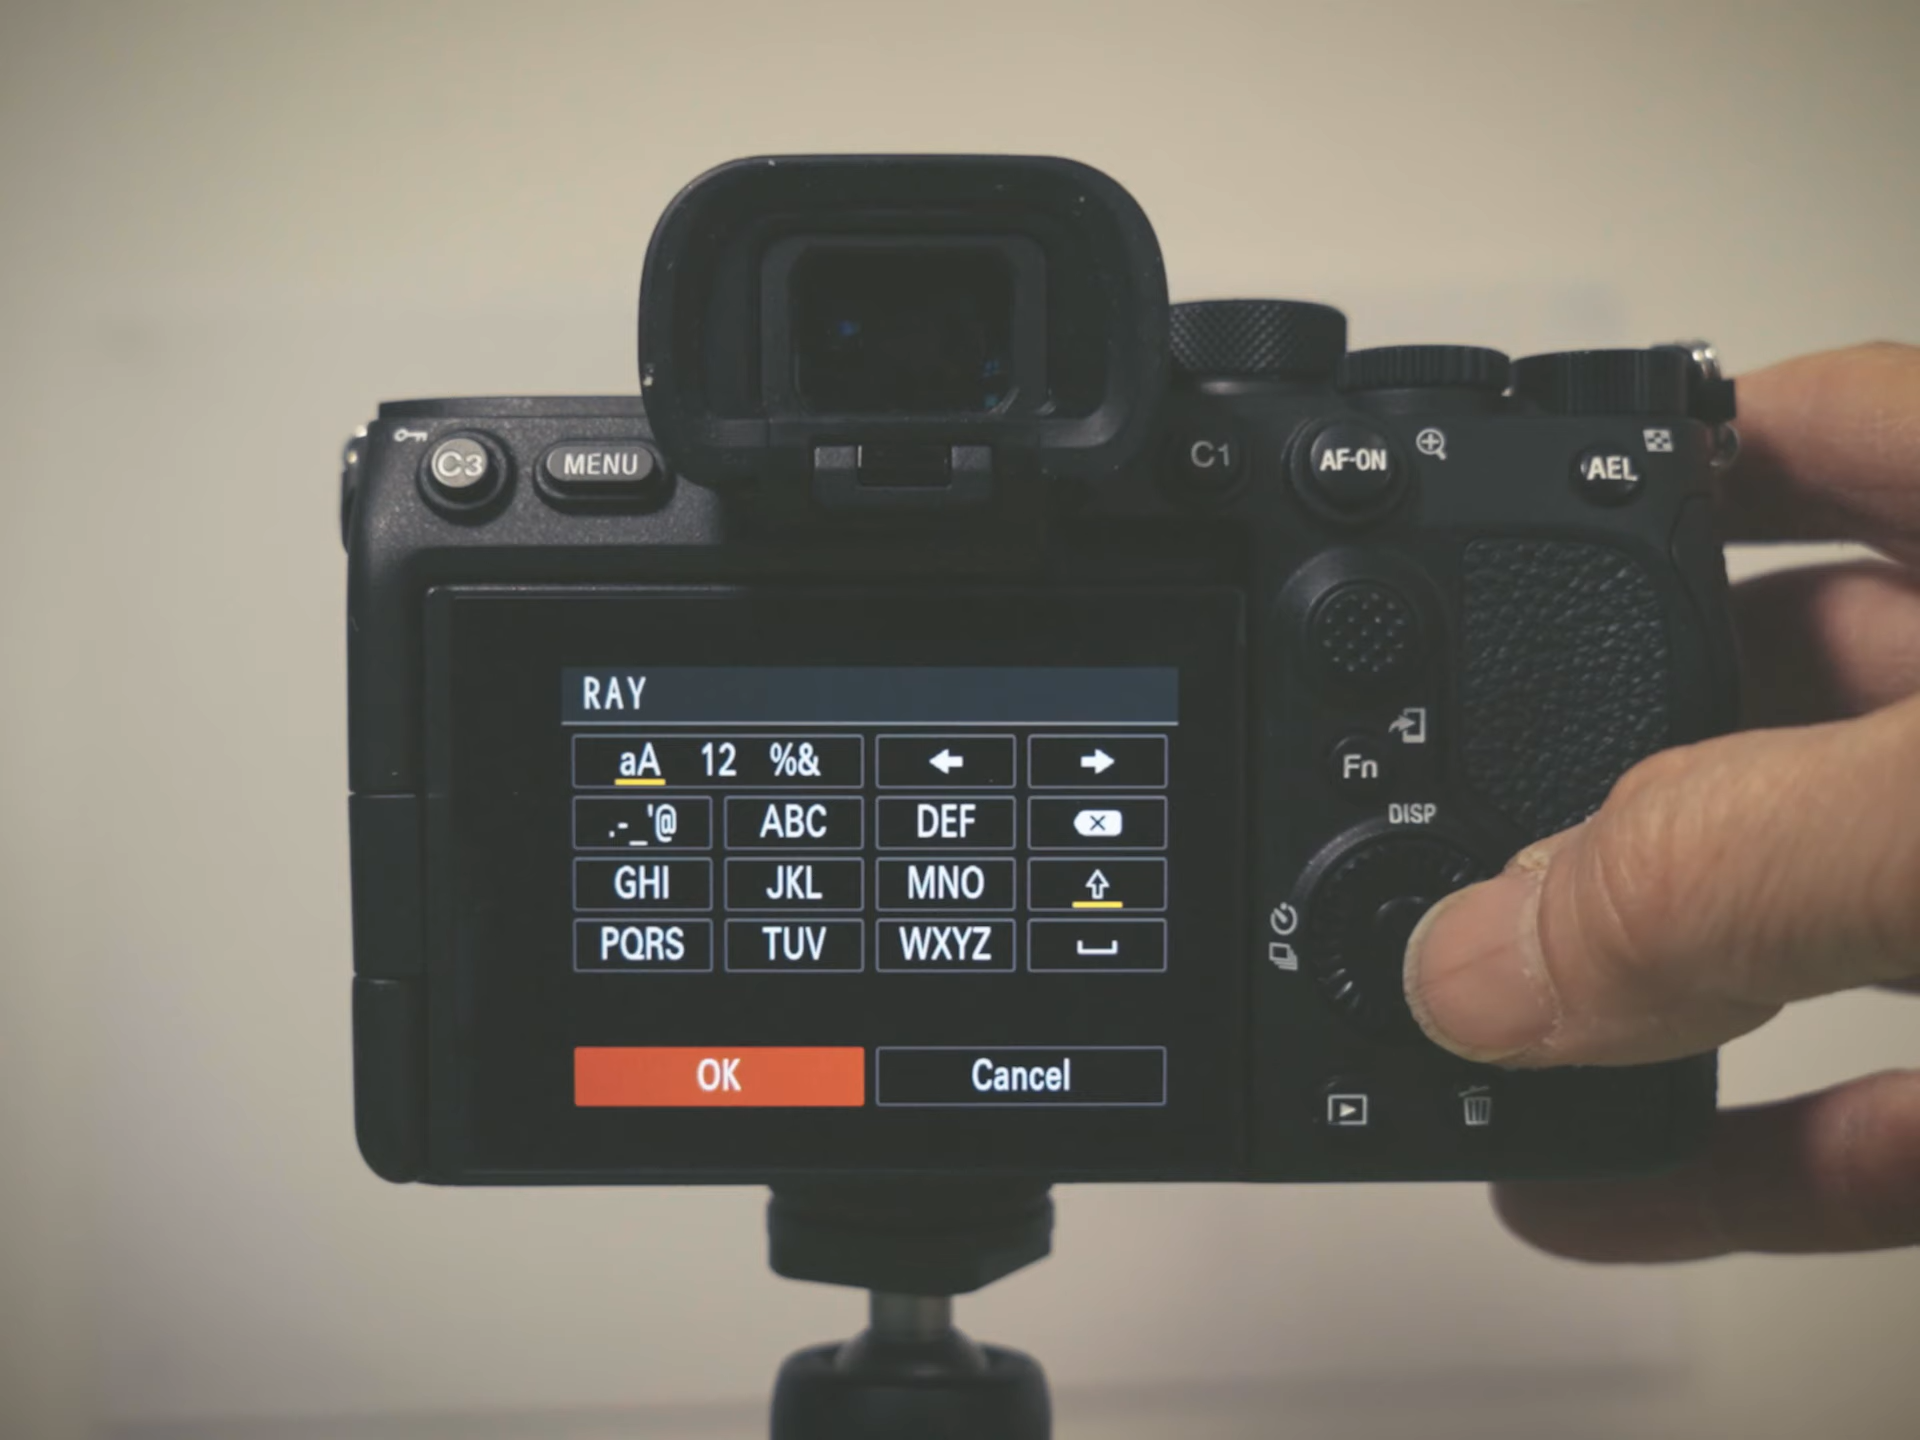 C3
MENU
C1
AF-ON
AEL
RAY
aA 12 %&
.-_'@ ABC DEF
GHI JKL MNO
PQRS TUV WXYZ
OK Cancel
Fn
DISP